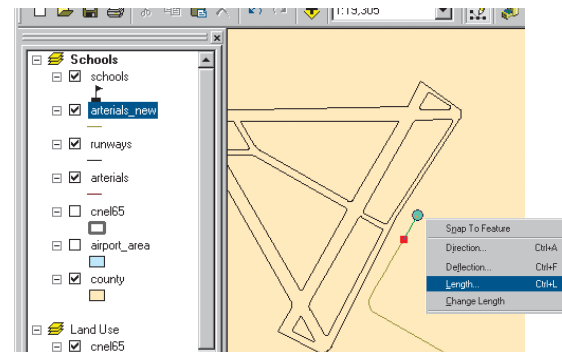 1:19,305
Schools
schools
arterials_new
runways
arterials
cnel65
airport_area
county
Land Use
cnel65
Snap To Feature
Direction... Ctrl+A
Deflection... Ctrl+F
Length... Ctrl+L
Change Length